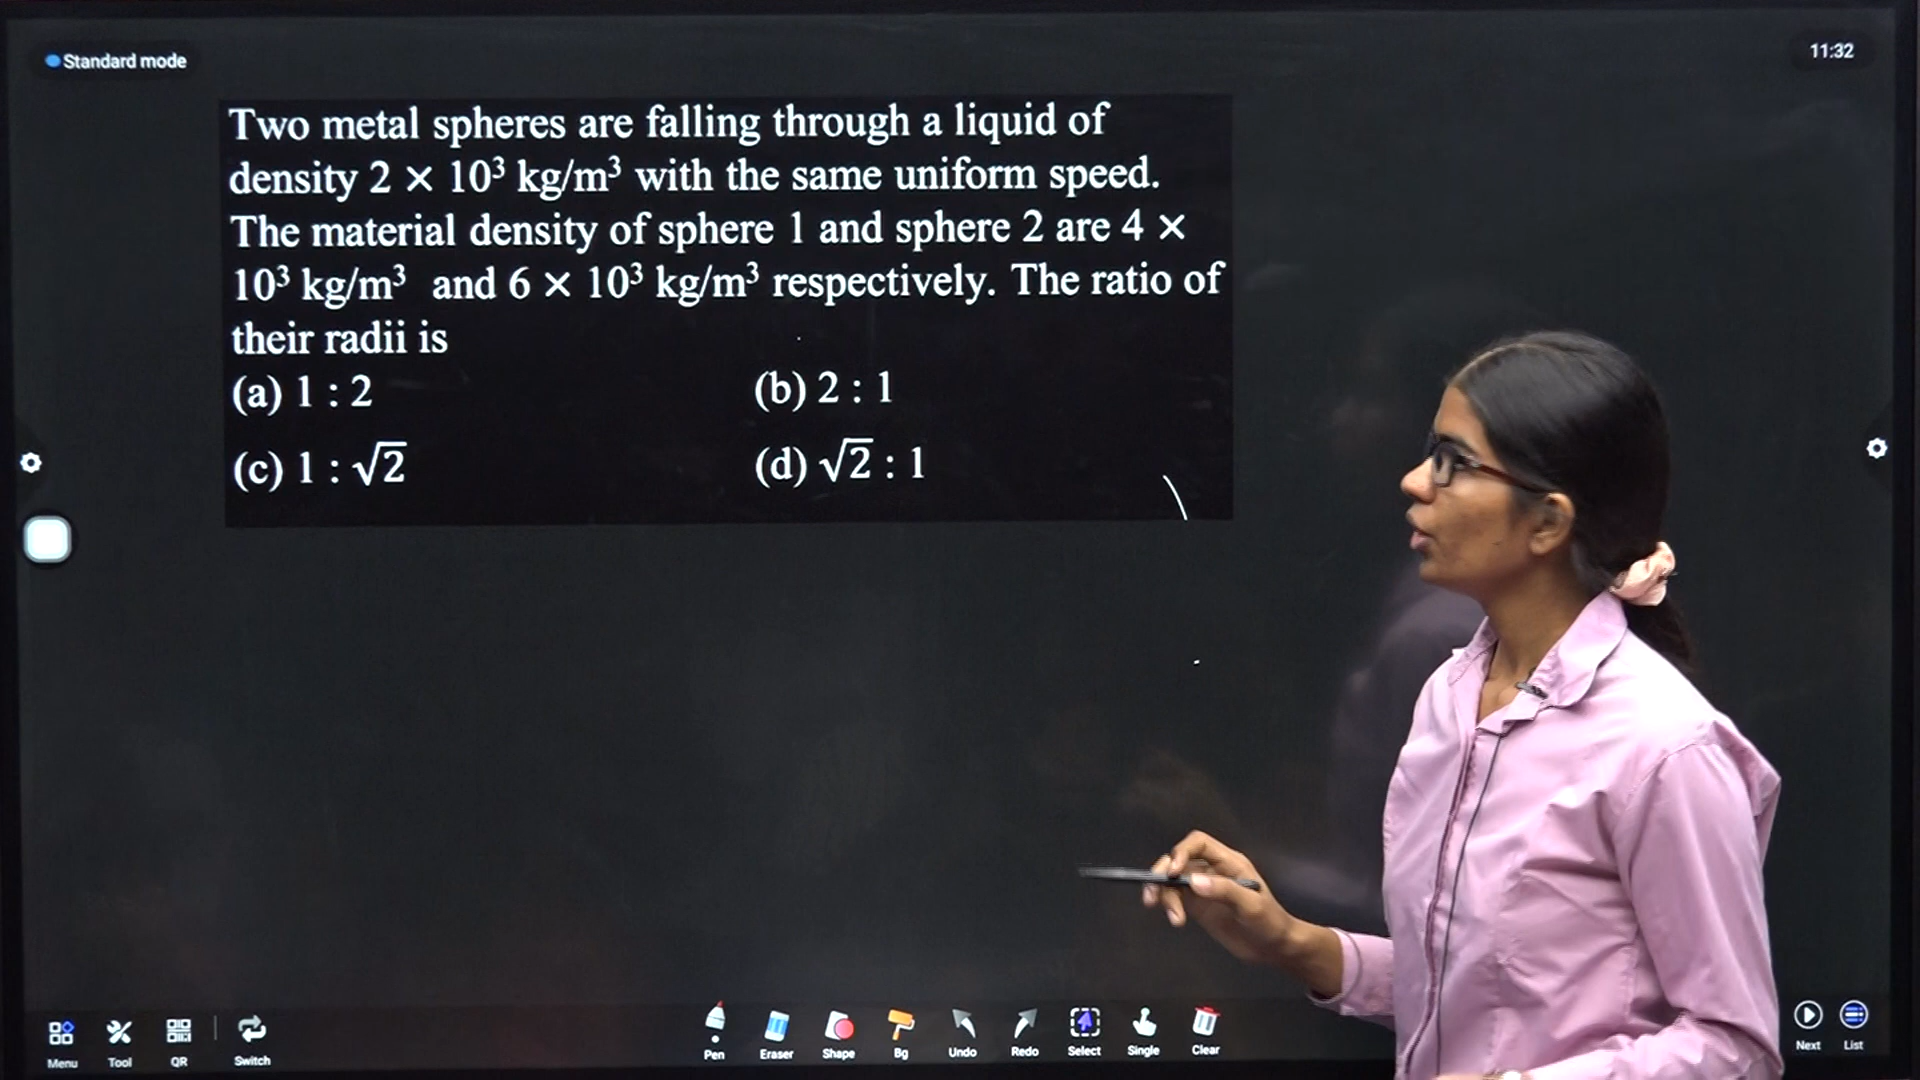 Standard mode
11:32
Two metal spheres are falling through a liquid of
density 2 × 10³ kg/m³ with the same uniform speed.
The material density of sphere 1 and sphere 2 are 4 ×
10³ kg/m³ and 6 × 10³ kg/m³ respectively. The ratio of
their radii is
(a) 1 : 2 (b) 2 : 1
(c) 1 : √2 (d) √2 : 1
Menu Tool QR Switch Pen Eraser Shape Bg Undo Redo Select Single Clear Next List